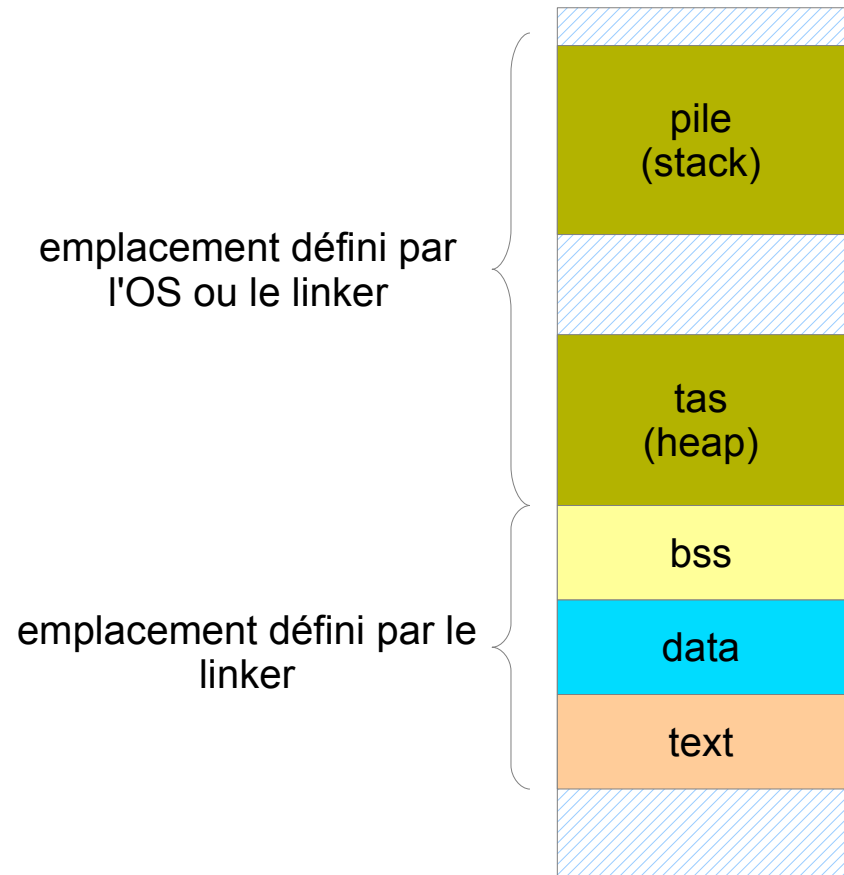 pile
(stack)
emplacement défini par
l'OS ou le linker
tas
(heap)
bss
emplacement défini par le
linker
data
text